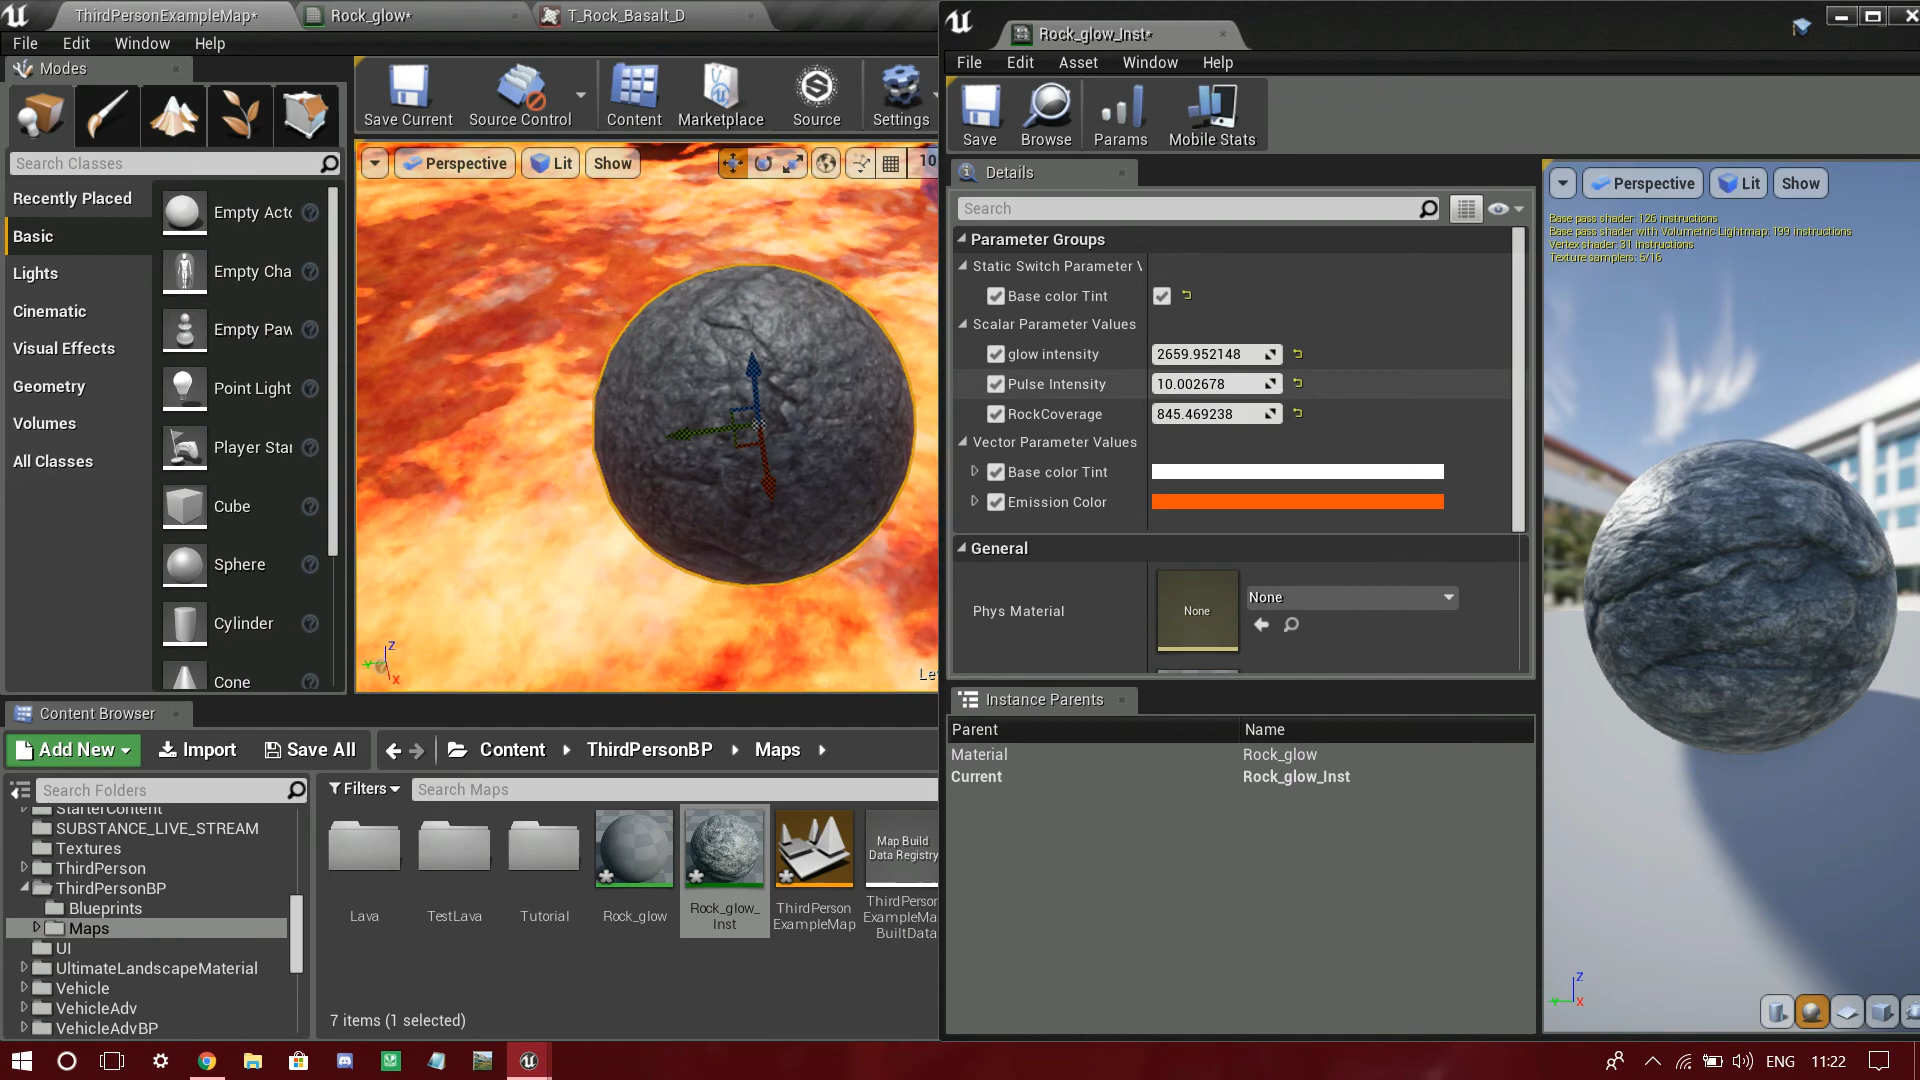 ThirdPersonExampleMap*
Rock_glow*
T_Rock_Basalt_D
File Edit Window Help
Modes
Save Current
Source Control
Content
Marketplace
Source
Settings
Search Classes
Recently Placed
Basic
Lights
Cinematic
Visual Effects
Geometry
Volumes
All Classes
Empty Acto
Empty Cha
Empty Paw
Point Light
Player Star
Cube
Sphere
Cylinder
Cone
Perspective
Lit
Show
10
Z
X
Content Browser
Add New
Import
Save All
Content
ThirdPersonBP
Maps
Search Folders
StarterContent
SUBSTANCE_LIVE_STREAM
Textures
ThirdPerson
ThirdPersonBP
Blueprints
Maps
UI
UltimateLandscapeMaterial
Vehicle
VehicleAdv
VehicleAdvBP
Filters
Search Maps
Map Build
Data Registry
Lava
TestLava
Tutorial
Rock_glow
Rock_glow_
Inst
ThirdPerson
ExampleMap
ThirdPerson
ExampleMa
BuiltData
7 items (1 selected)
Rock_glow_Inst*
File Edit Asset Window Help
Save
Browse
Params
Mobile Stats
Details
Search
Parameter Groups
Static Switch Parameter V
Base color Tint
Scalar Parameter Values
glow intensity 2659.952148
Pulse Intensity 10.002678
RockCoverage 845.469238
Vector Parameter Values
Base color Tint
Emission Color
General
Phys Material
None
None
Instance Parents
Parent Name
Material Rock_glow
Current Rock_glow_Inst
Perspective
Lit
Show
Base pass shader: 126 instructions
Base pass shader with Volumetric Lightmap: 199 instructions
Vertex shader: 31 instructions
Texture samplers: 5/16
Z
X
ENG
11:22